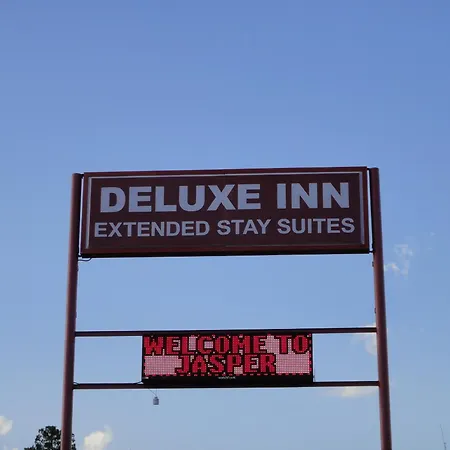 DELUXE INN
EXTENDED STAY SUITES
WELCOME TO
JASPER